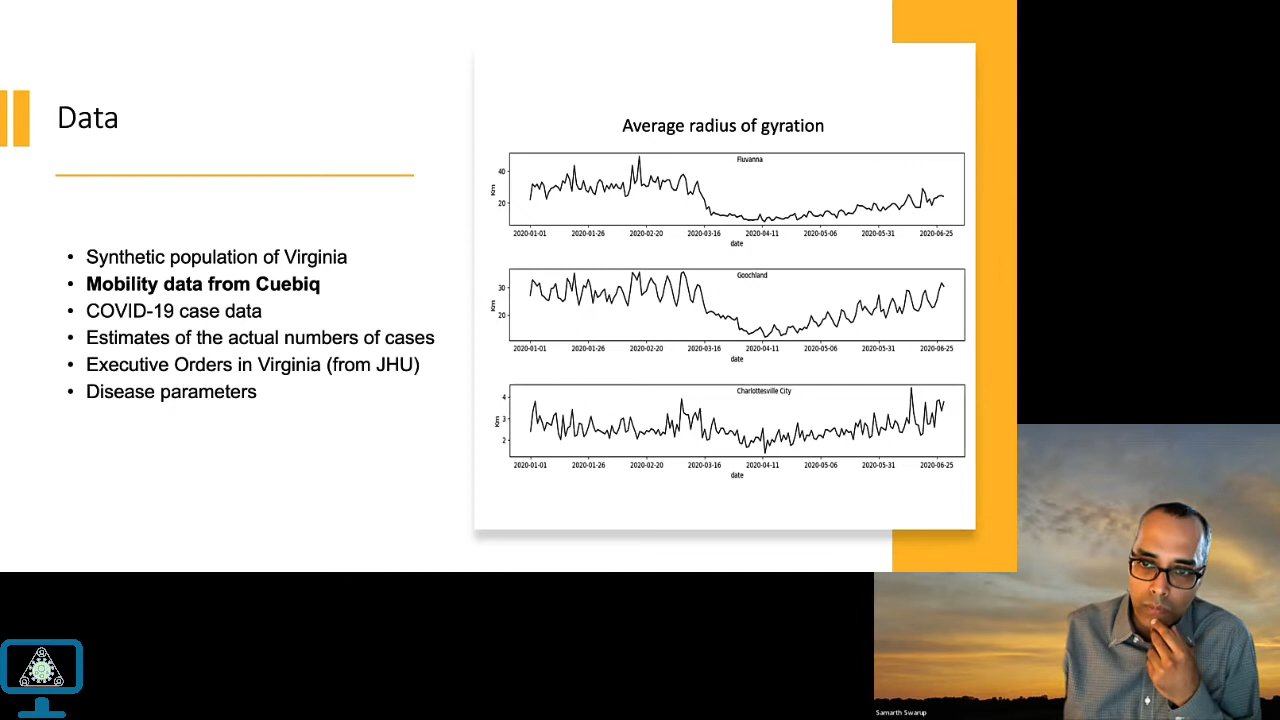 Data
Synthetic population of Virginia
Mobility data from Cuebiq
COVID-19 case data
Estimates of the actual numbers of cases
Executive Orders in Virginia (from JHU)
Disease parameters
Average radius of gyration
Fluvanna
40
20
Km
2020-01-01 2020-01-26 2020-02-20 2020-03-16 2020-04-11 2020-05-06 2020-05-31 2020-06-25
date
Goochland
30
20
Km
2020-01-01 2020-01-26 2020-02-20 2020-03-16 2020-04-11 2020-05-06 2020-05-31 2020-06-25
date
Charlottesville City
4
3
2
Km
2020-01-01 2020-01-26 2020-02-20 2020-03-16 2020-04-11 2020-05-06 2020-05-31 2020-06-25
date
Samarth Swarup